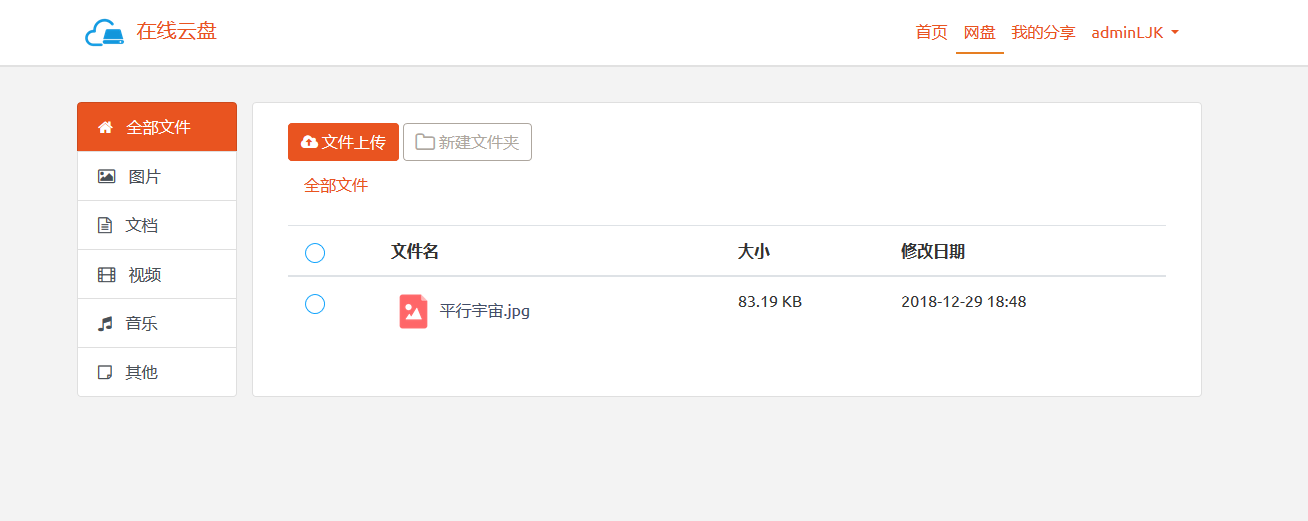 在线云盘
首页 网盘 我的分享 adminLJK
全部文件
图片
文档
视频
音乐
其他
文件上传 新建文件夹
全部文件
文件名 大小 修改日期
平行宇宙.jpg 83.19 KB 2018-12-29 18:48